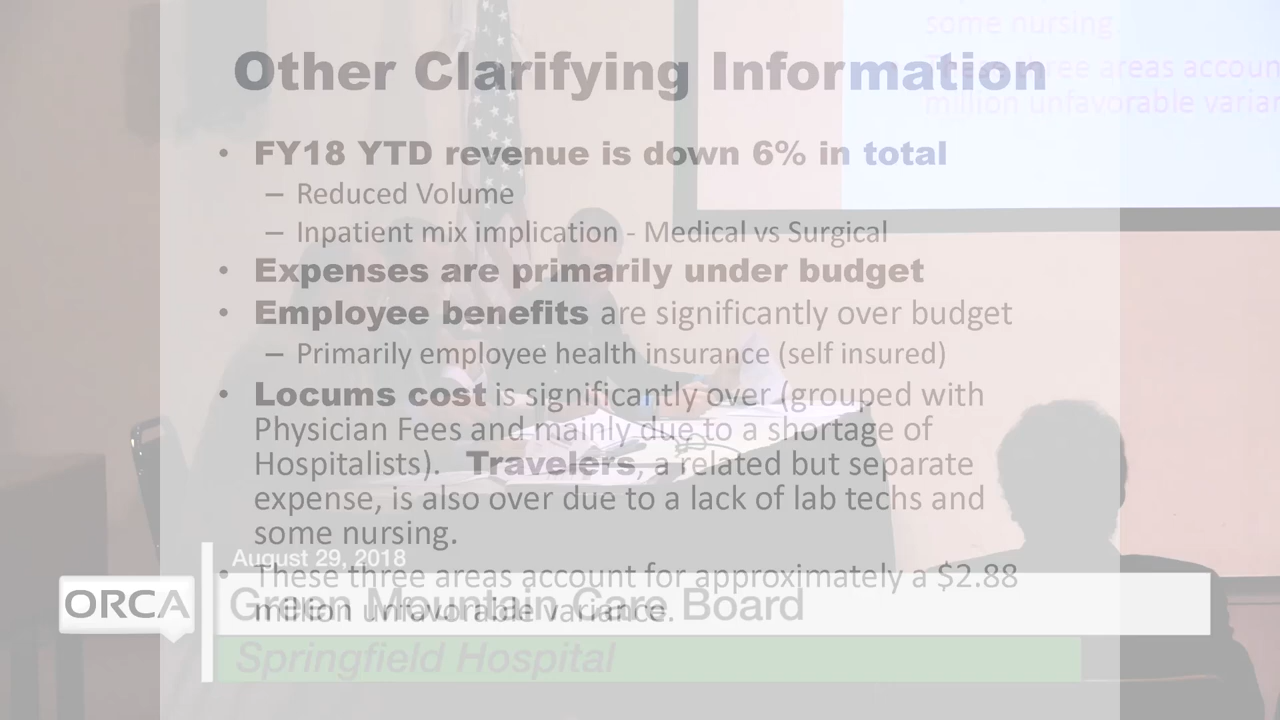 some nursing.
ree areas accoun
million unfavorable varia
Other Clarifying Information
• FY18 YTD revenue is down 6% in total
– Reduced Volume
– Inpatient mix implication - Medical vs Surgical
• Expenses are primarily under budget
• Employee benefits are significantly over budget
– Primarily employee health insurance (self insured)
• Locums cost is significantly over (grouped with
Physician Fees and mainly due to a shortage of
Hospitalists). Travelers, a related but separate
expense, is also over due to a lack of lab techs and
some nursing.
• These three areas account for approximately a $2.88
million unfavorable variance.
August 29, 2018
ORCA
Green Mountain Care Board
Springfield Hospital